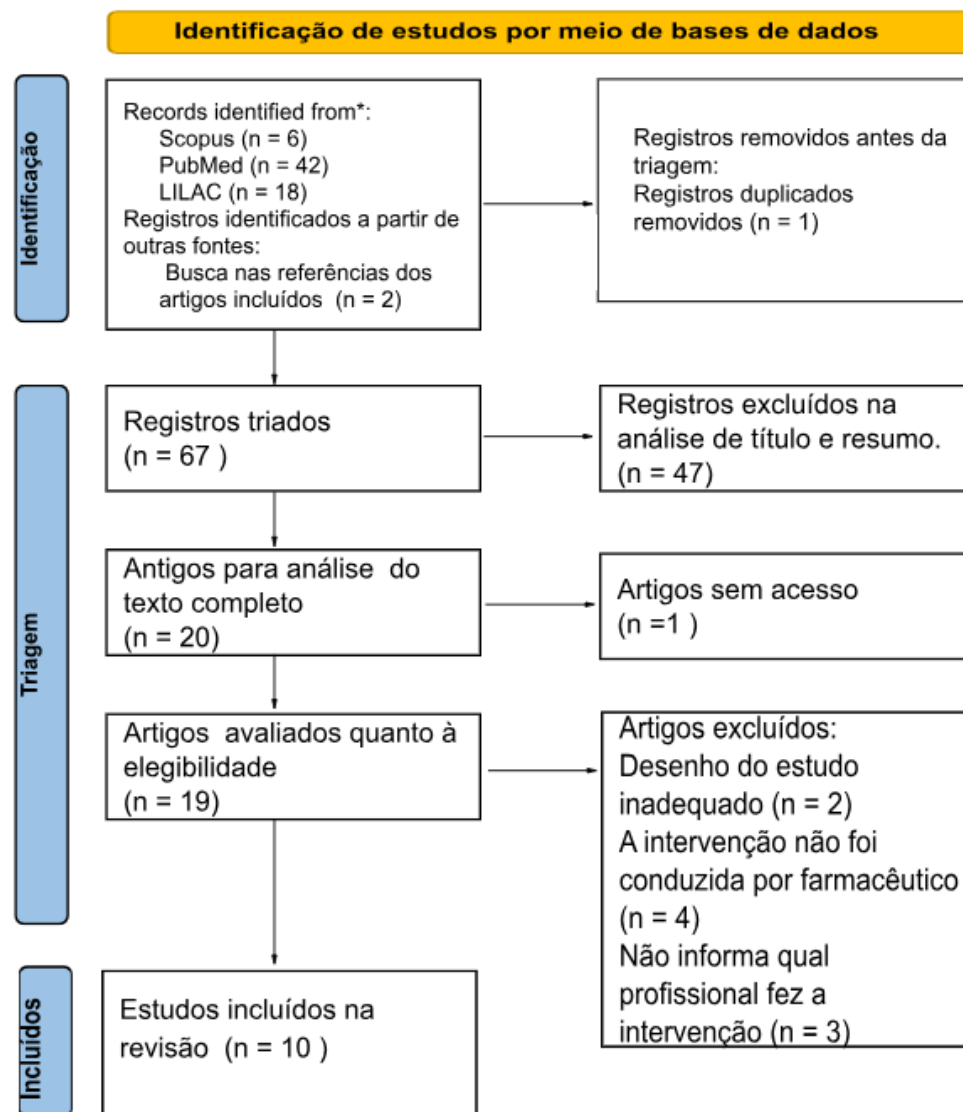 Identificação de estudos por meio de bases de dados
Identificação
Records identified from*:
Scopus (n = 6)
PubMed (n = 42)
LILAC (n = 18)
Registros identificados a partir de
outras fontes:
Busca nas referências dos
artigos incluídos (n = 2)
Registros removidos antes da
triagem:
Registros duplicados
removidos (n = 1)
Triagem
Registros triados
(n = 67 )
Registros excluídos na
análise de título e resumo.
(n = 47)
Antigos para análise do
texto completo
(n = 20)
Artigos sem acesso
(n =1 )
Artigos avaliados quanto à
elegibilidade
(n = 19)
Artigos excluídos:
Desenho do estudo
inadequado (n = 2)
A intervenção não foi
conduzida por farmacêutico
(n = 4)
Não informa qual
profissional fez a
intervenção (n = 3)
Incluídos
Estudos incluídos na
revisão (n = 10 )